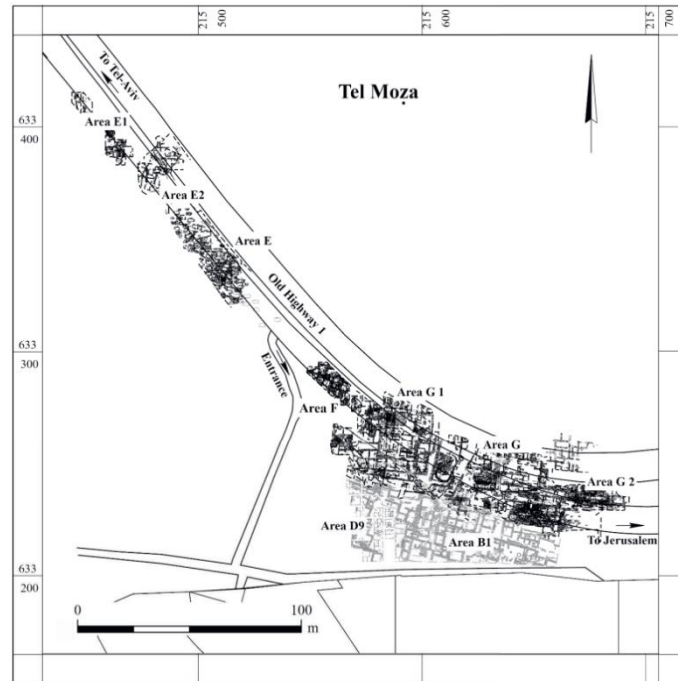 215
500
215
600
215
700
Tel Moẓa
To Tel-Aviv
633
400
Area E1
Area E2
Area E
Old Highway 1
633
300
Entrance
Area F
Area G 1
Area G
Area G 2
Area D9
Area B1
To Jerusalem
633
200
0
100
m